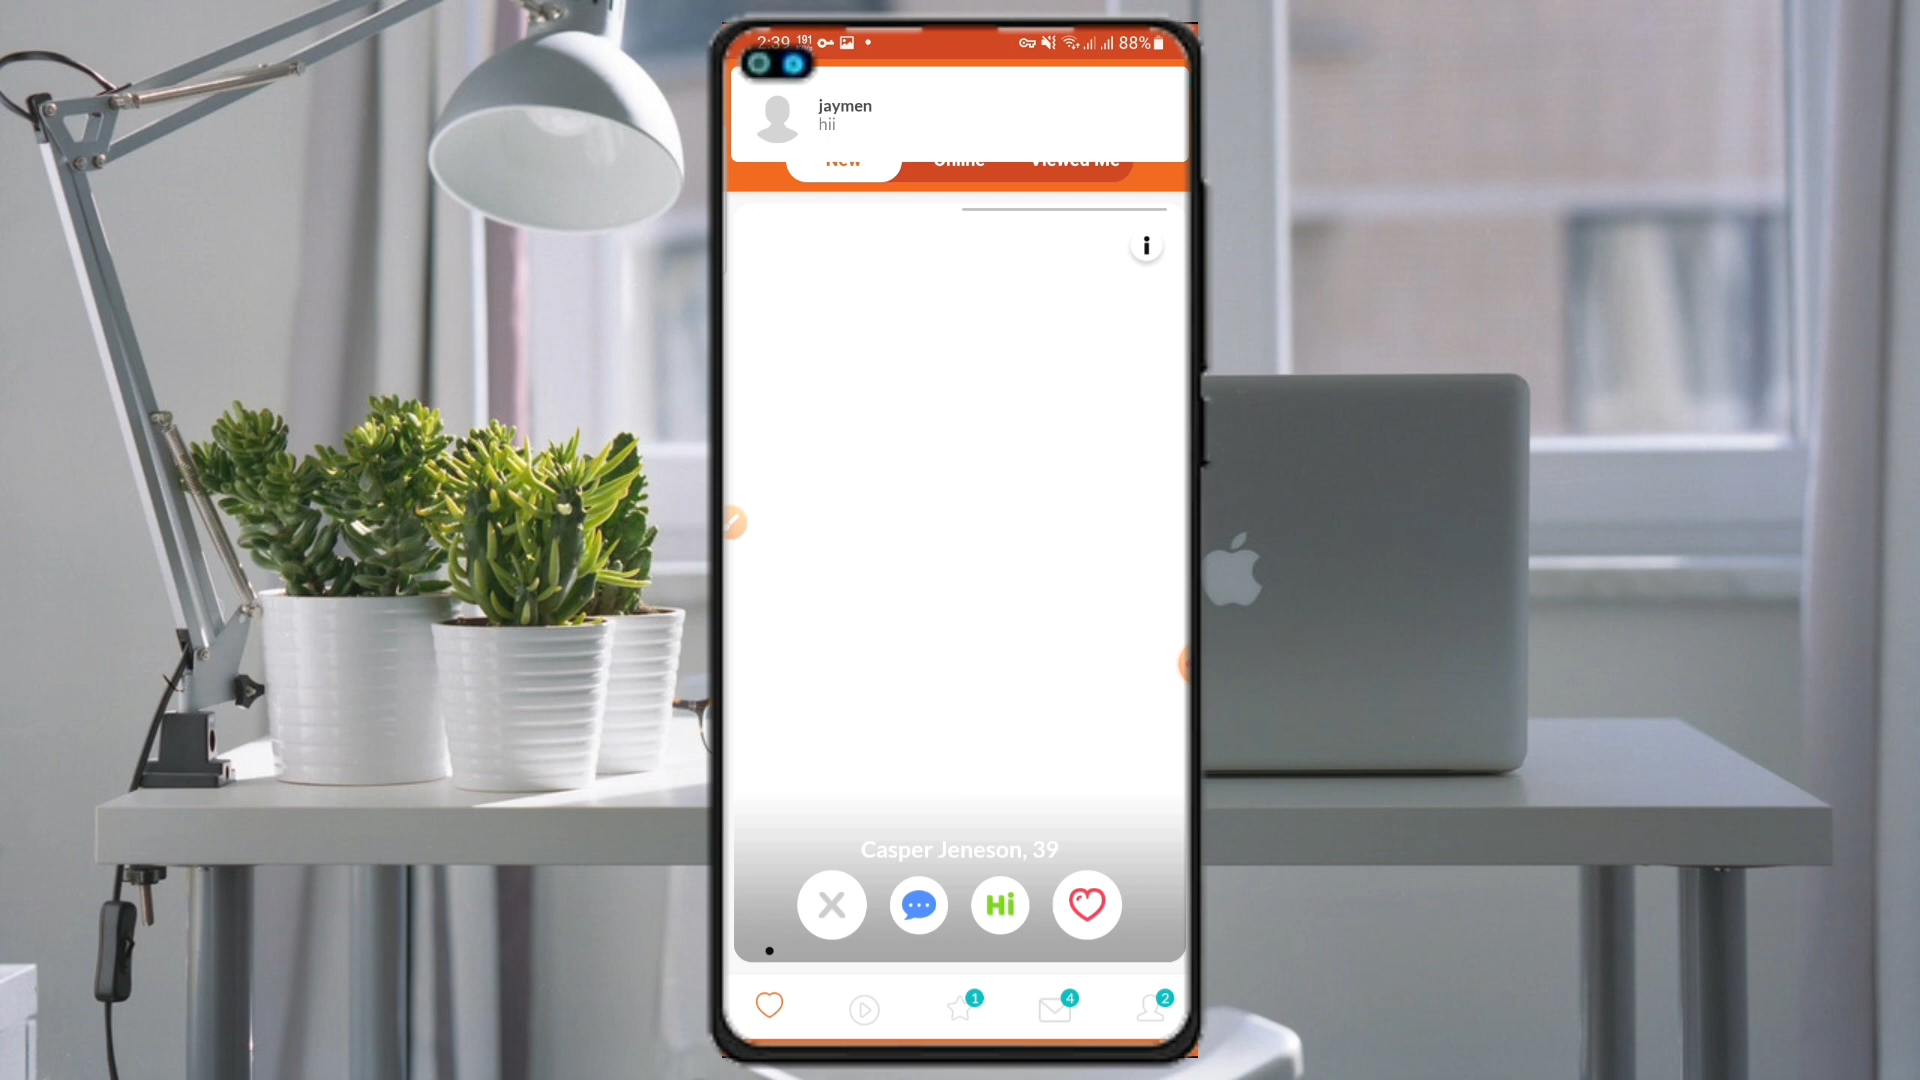 2:39 191 88%
jaymen
hii
New Online Viewed Me
Casper Jeneson, 39
Hi
1 4 2